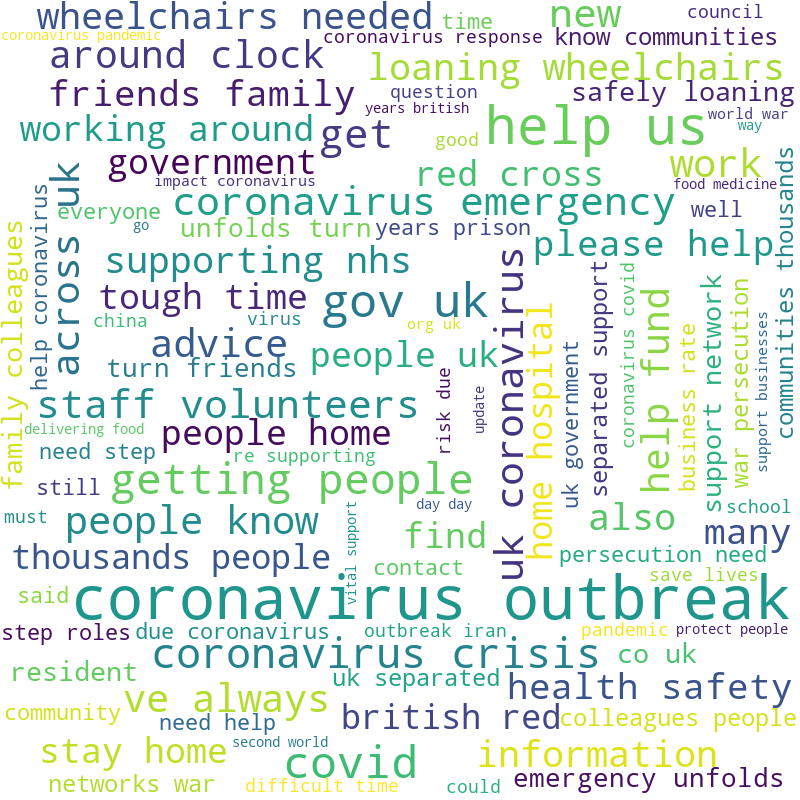 wheelchairs needed
time
new
council
coronavirus pandemic
coronavirus response
know communities
around clock
loaning wheelchairs
friends family
question
safely loaning
years british
world war
working around
get
good
help us
way
government
red cross
work
impact coronavirus
food medicine
everyone
coronavirus emergency
well
go
unfolds turn
years prison
please help
across uk
help coronavirus
family colleagues
supporting nhs
tough time
gov uk
china
virus
org uk
advice
people uk
turn friends
uk coronavirus
home hospital
uk government
separated support
coronavirus covid
help fund
business rate
support network
war persecution
support businesses
communities thousands
staff volunteers
risk due
update
delivering food
people home
need step
re supporting
getting people
still
day day
must
people know
vital support
find
also
school
many
thousands people
contact
persecution need
save lives
said
coronavirus outbreak
step roles
due coronavirus
outbreak iran
pandemic
protect people
coronavirus crisis
co uk
resident
uk separated
health safety
ve always
community
need help
british red
colleagues people
stay home
second world
covid
information
networks war
difficult time
could
emergency unfolds